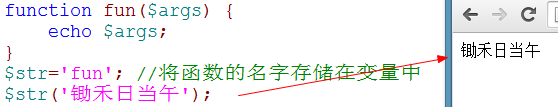 function fun($args) {
    echo $args;
}
$str='fun'; //将函数的名字存储在变量中
$str('锄禾日当午');
锄禾日当午